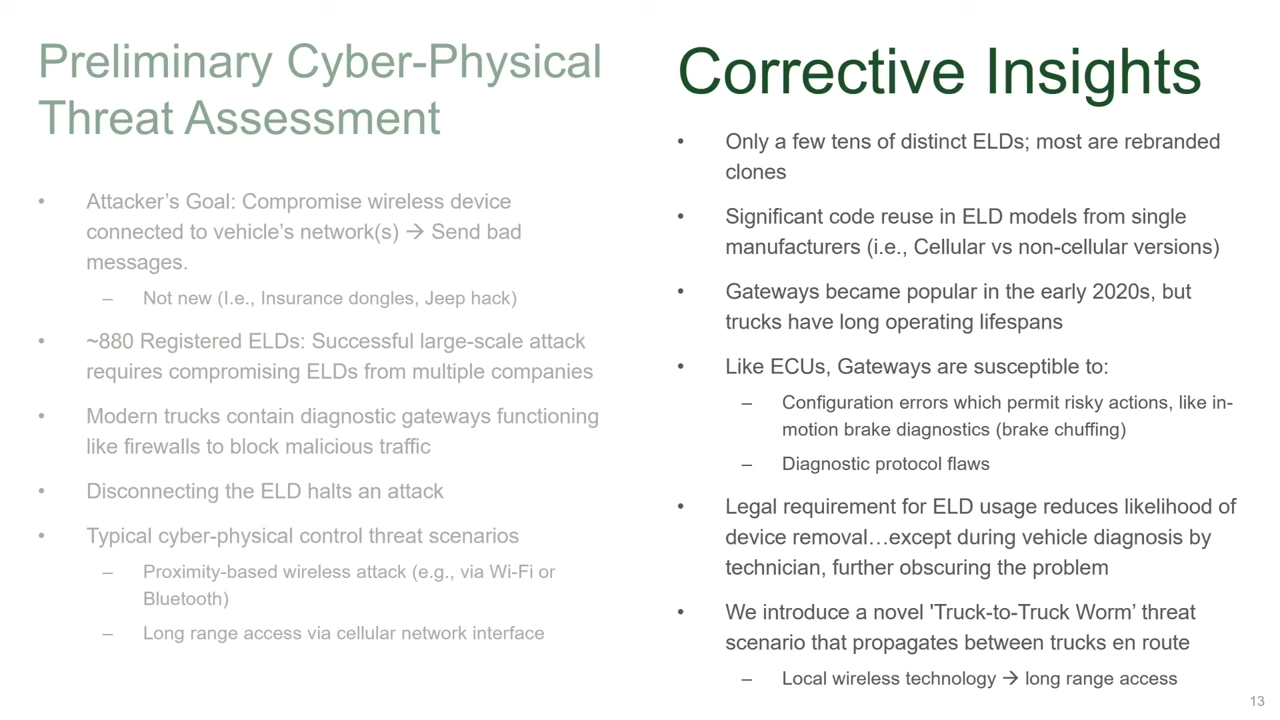 Preliminary Cyber-Physical
Threat Assessment
• Attacker’s Goal: Compromise wireless device
connected to vehicle’s network(s) → Send bad
messages.
– Not new (I.e., Insurance dongles, Jeep hack)
• ~880 Registered ELDs: Successful large-scale attack
requires compromising ELDs from multiple companies
• Modern trucks contain diagnostic gateways functioning
like firewalls to block malicious traffic
• Disconnecting the ELD halts an attack
• Typical cyber-physical control threat scenarios
– Proximity-based wireless attack (e.g., via Wi-Fi or
Bluetooth)
– Long range access via cellular network interface
Corrective Insights
• Only a few tens of distinct ELDs; most are rebranded
clones
• Significant code reuse in ELD models from single
manufacturers (i.e., Cellular vs non-cellular versions)
• Gateways became popular in the early 2020s, but
trucks have long operating lifespans
• Like ECUs, Gateways are susceptible to:
– Configuration errors which permit risky actions, like in-
motion brake diagnostics (brake chuffing)
– Diagnostic protocol flaws
• Legal requirement for ELD usage reduces likelihood of
device removal…except during vehicle diagnosis by
technician, further obscuring the problem
• We introduce a novel 'Truck-to-Truck Worm’ threat
scenario that propagates between trucks en route
– Local wireless technology → long range access
13